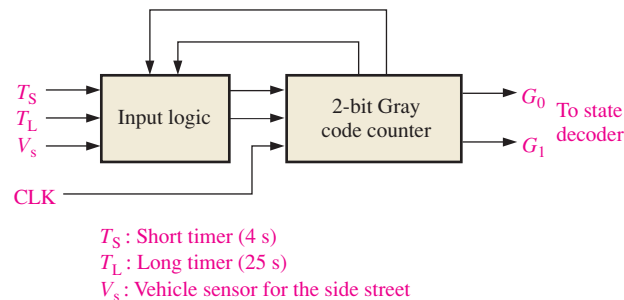 T_S
T_L
V_s
CLK
Input logic
2-bit Gray
code counter
G_0
G_1
To state
decoder
T_S : Short timer (4 s)
T_L : Long timer (25 s)
V_s : Vehicle sensor for the side street